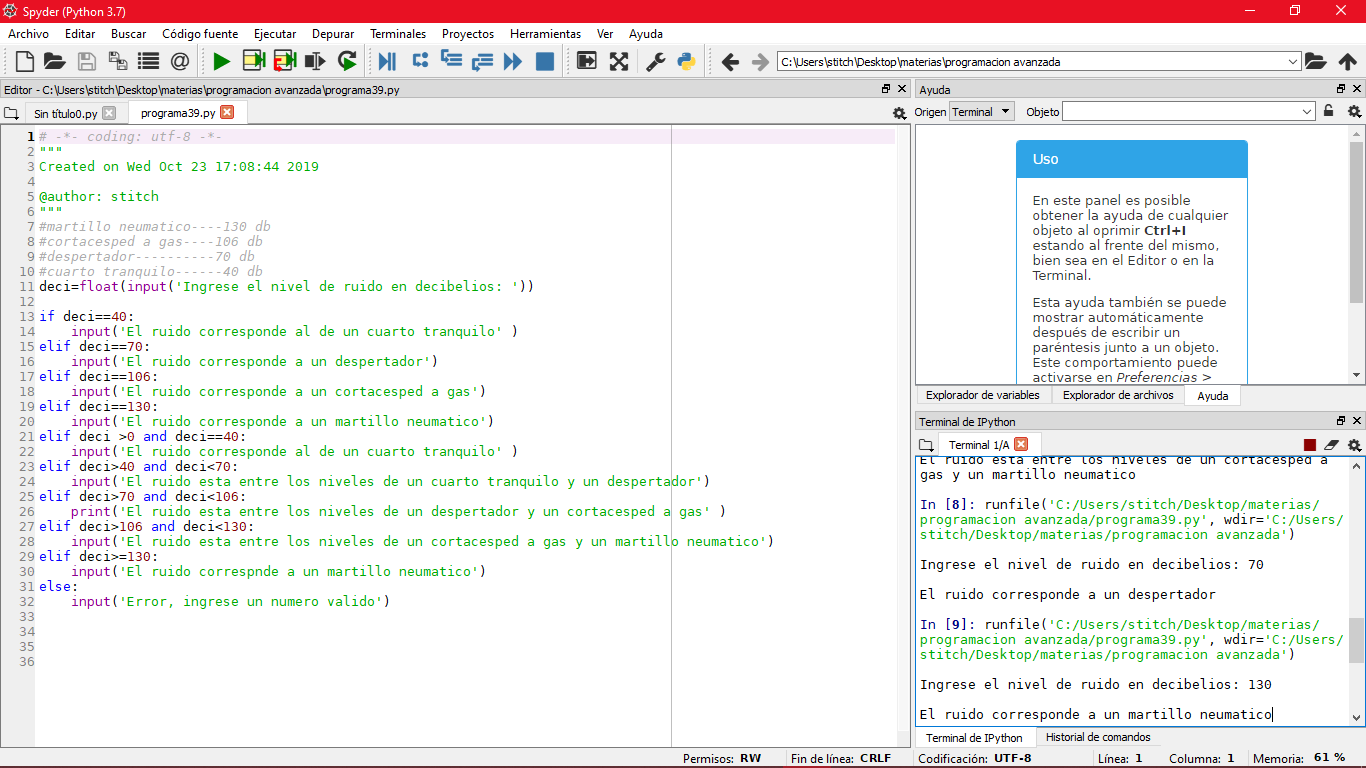 Spyder (Python 3.7)
Archivo Editar Buscar Código fuente Ejecutar Depurar Terminales Proyectos Herramientas Ver Ayuda
C:\Users\stitch\Desktop\materias\programacion avanzada
Editor - C:\Users\stitch\Desktop\materias\programacion avanzada\programa39.py
Sin título0.py programa39.py
1 # -*- coding: utf-8 -*-
2 """
3 Created on Wed Oct 23 17:08:44 2019
4
5 @author: stitch
6 """
7 #martillo neumatico----130 db
8 #cortacesped a gas----106 db
9 #despertador----------70 db
10 #cuarto tranquilo------40 db
11 deci=float(input('Ingrese el nivel de ruido en decibelios: '))
12
13 if deci==40:
14     input('El ruido corresponde al de un cuarto tranquilo' )
15 elif deci==70:
16     input('El ruido corresponde a un despertador')
17 elif deci==106:
18     input('El ruido corresponde a un cortacesped a gas')
19 elif deci==130:
20     input('El ruido corresponde a un martillo neumatico')
21 elif deci >0 and deci==40:
22     input('El ruido corresponde al de un cuarto tranquilo' )
23 elif deci>40 and deci<70:
24     input('El ruido esta entre los niveles de un cuarto tranquilo y un despertador')
25 elif deci>70 and deci<106:
26     print('El ruido esta entre los niveles de un despertador y un cortacesped a gas' )
27 elif deci>106 and deci<130:
28     input('El ruido esta entre los niveles de un cortacesped a gas y un martillo neumatico')
29 elif deci>=130:
30     input('El ruido correspnde a un martillo neumatico')
31 else:
32     input('Error, ingrese un numero valido')
33
34
35
36
Ayuda
Origen Terminal Objeto
Uso
En este panel es posible
obtener la ayuda de cualquier
objeto al oprimir Ctrl+I
estando al frente del mismo,
bien sea en el Editor o en la
Terminal.
Esta ayuda también se puede
mostrar automáticamente
después de escribir un
paréntesis junto a un objeto.
Este comportamiento puede
activarse en Preferencias >
Explorador de variables Explorador de archivos Ayuda
Terminal de IPython
Terminal 1/A
El ruido esta entre los niveles de un cortacesped a
gas y un martillo neumatico
In [8]: runfile('C:/Users/stitch/Desktop/materias/
programacion avanzada/programa39.py', wdir='C:/Users/
stitch/Desktop/materias/programacion avanzada')
Ingrese el nivel de ruido en decibelios: 70
El ruido corresponde a un despertador
In [9]: runfile('C:/Users/stitch/Desktop/materias/
programacion avanzada/programa39.py', wdir='C:/Users/
stitch/Desktop/materias/programacion avanzada')
Ingrese el nivel de ruido en decibelios: 130
El ruido corresponde a un martillo neumatico
Terminal de IPython Historial de comandos
Permisos: RW Fin de línea: CRLF Codificación: UTF-8 Línea: 1 Columna: 1 Memoria: 61 %